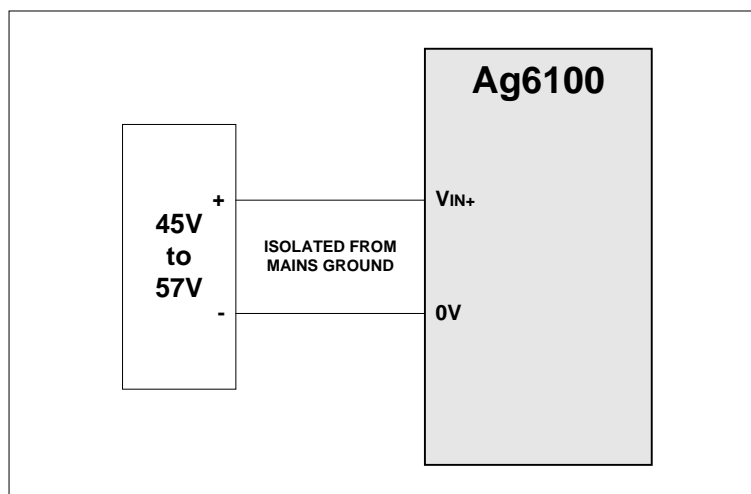 Ag6100
+
VIN+
45V
to
57V
ISOLATED FROM
MAINS GROUND
-
0V